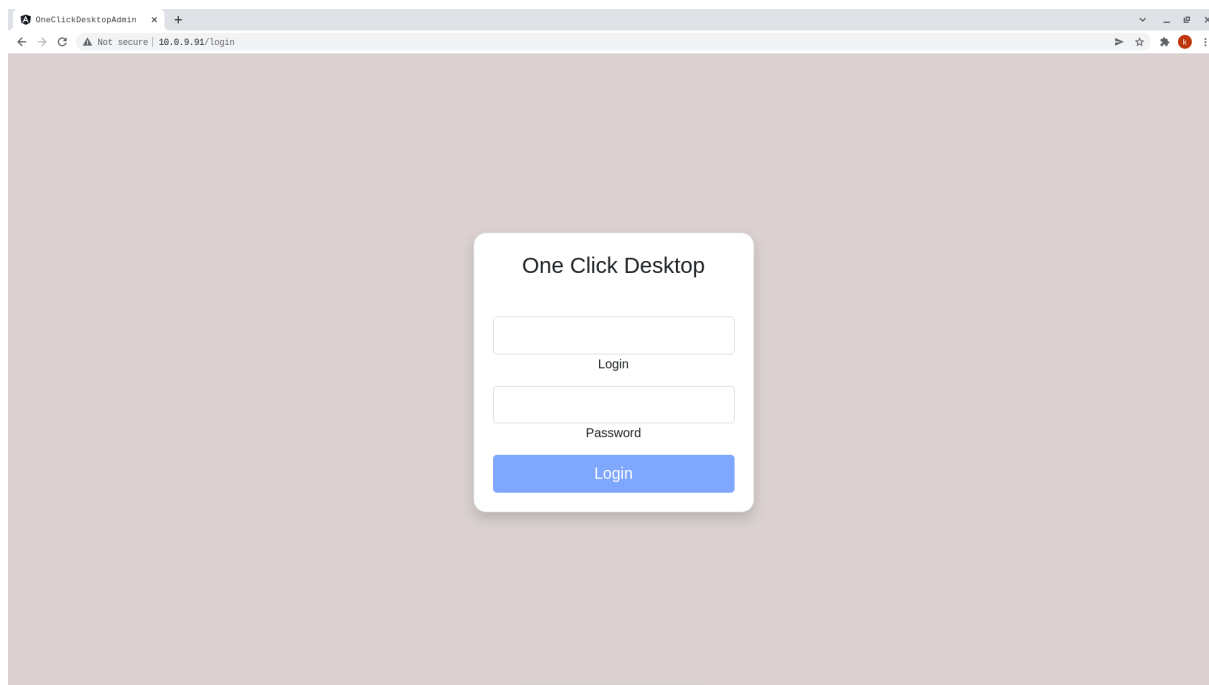 OneClickDesktopAdmin
Not secure 10.0.9.91/login
k
One Click Desktop
Login
Password
Login